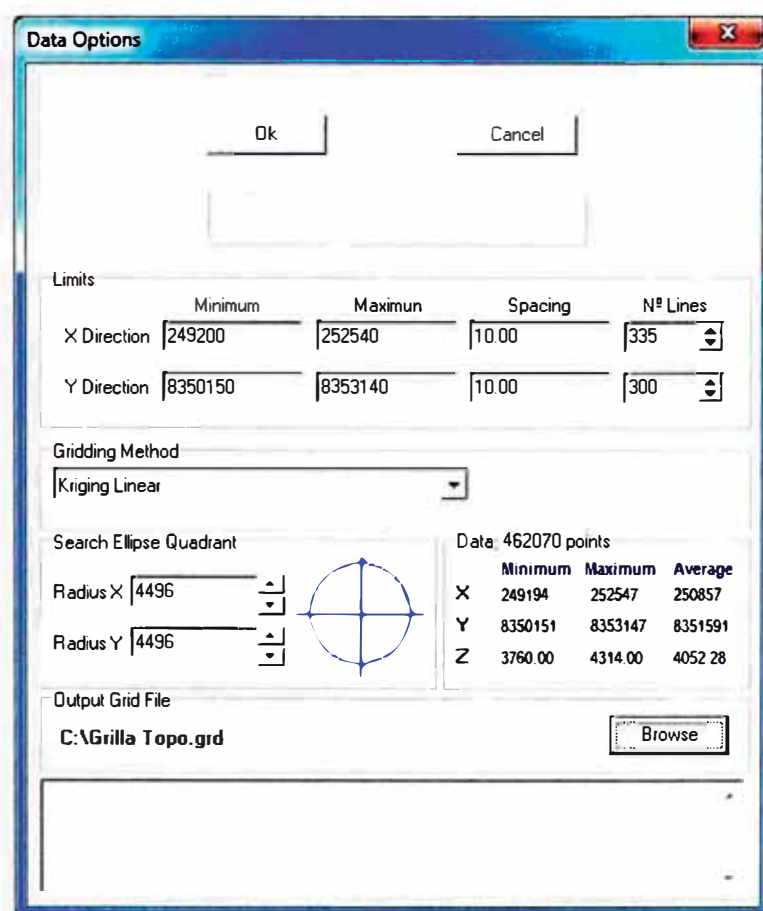 Data Options
Ok Cancel
Limits
Minimum Maximun Spacing Nº Lines
X Direction 249200 252540 10.00 335
Y Direction 8350150 8353140 10.00 300
Gridding Method
Kriging Linear
Search Ellipse Quadrant
Radius X 4496
Radius Y 4496
Data: 462070 points
Minimum Maximum Average
X 249194 252547 250857
Y 8350151 8353147 8351591
Z 3760.00 4314.00 4052.28
Output Grid File
C:\Grilla Topo.grd Browse